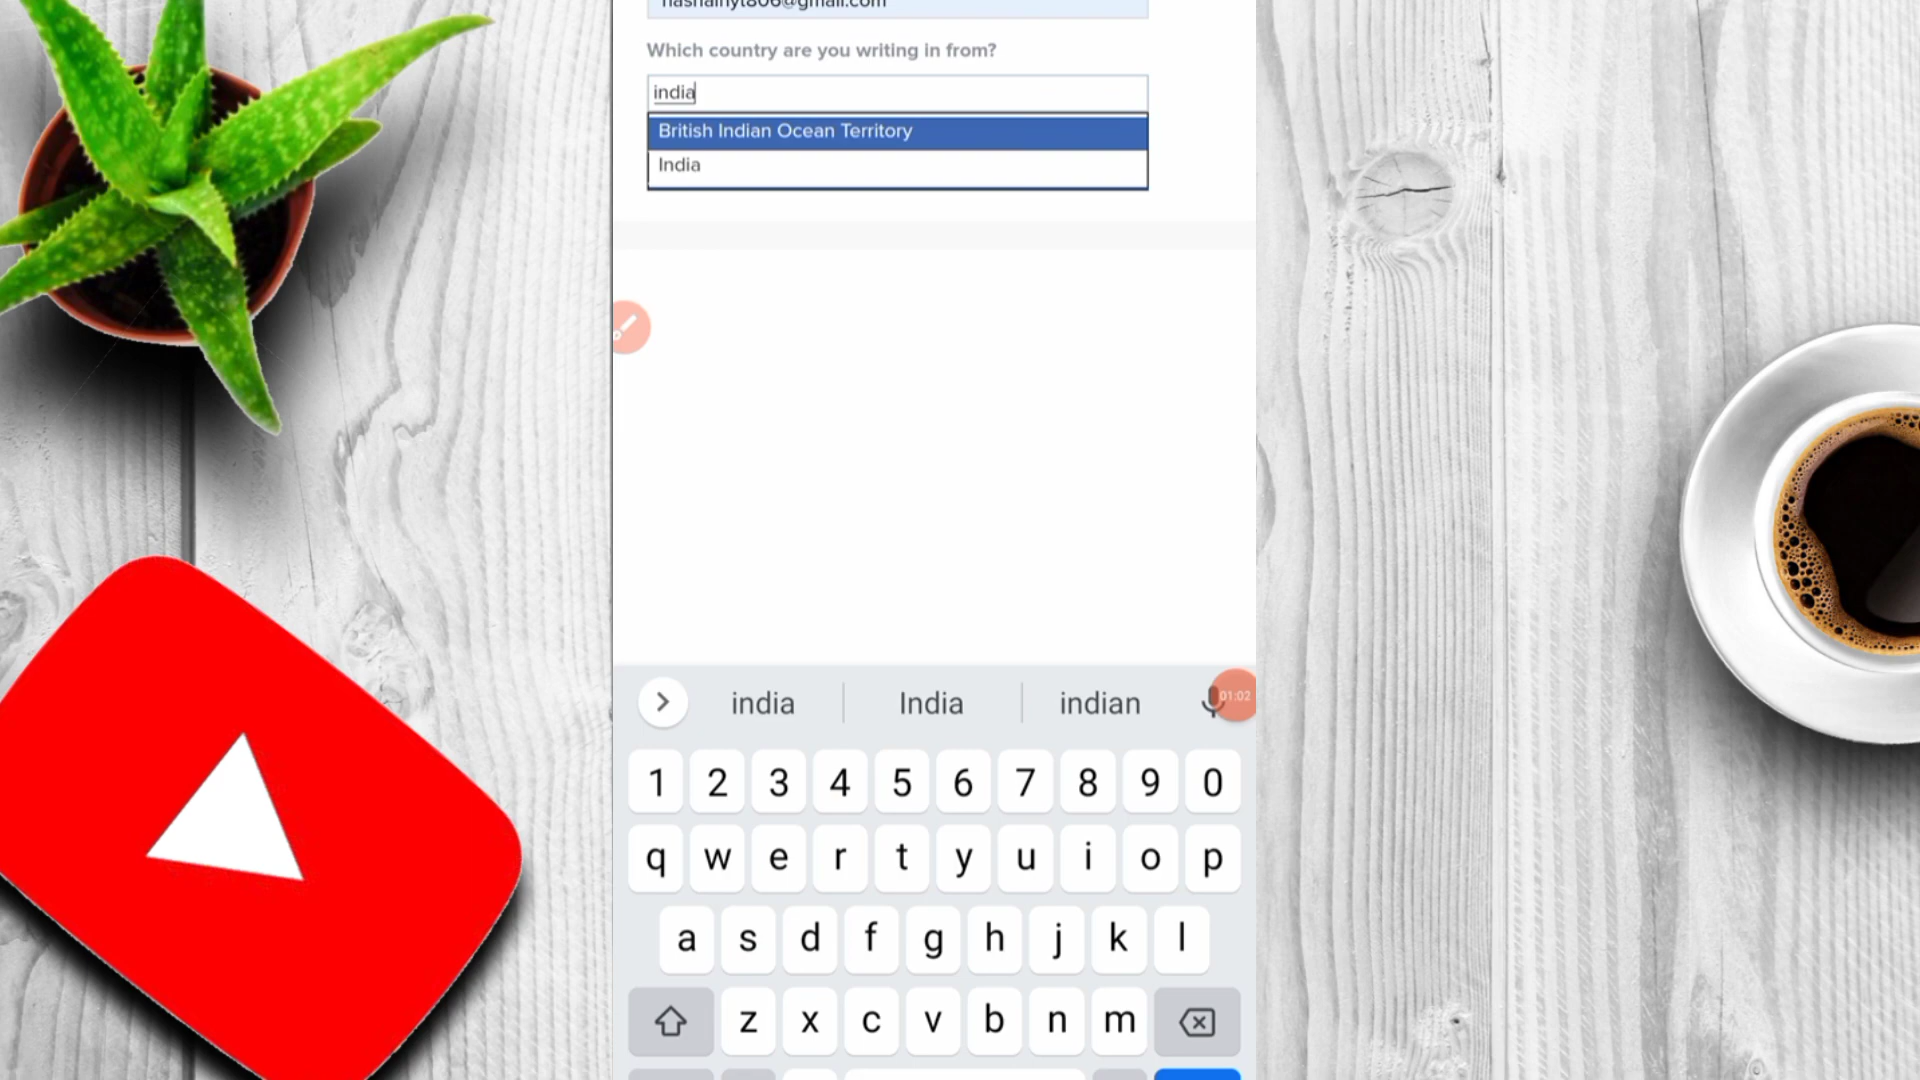 Which country are you writing in from?
india
British Indian Ocean Territory
India
india India indian
01:02
1 2 3 4 5 6 7 8 9 0
q w e r t y u i o p
a s d f g h j k l
z x c v b n m